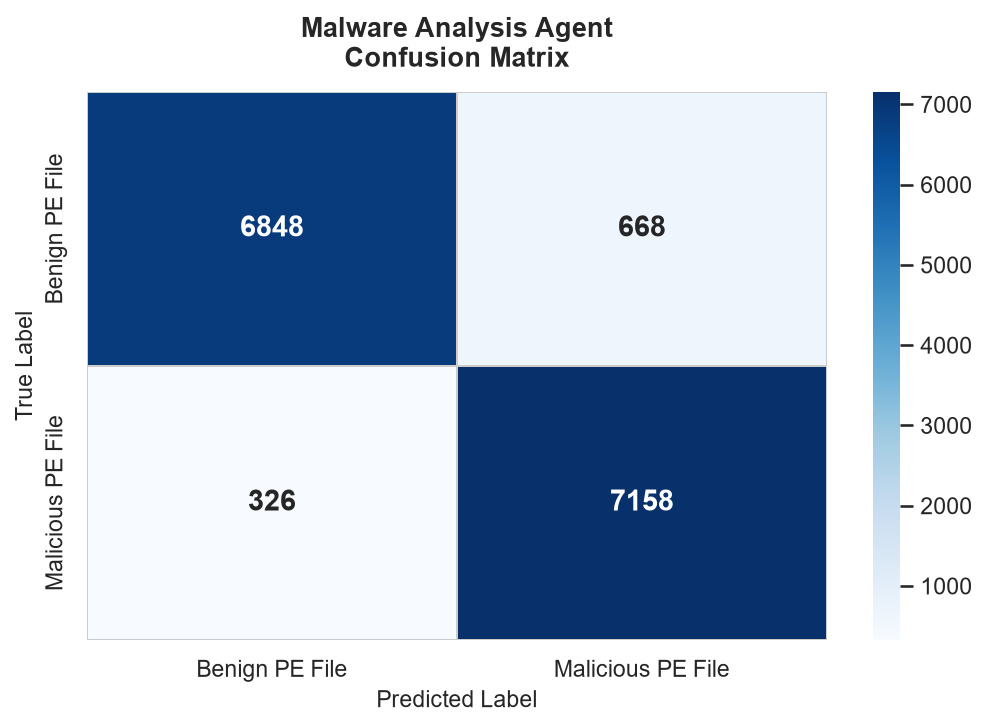 Malware Analysis Agent
Confusion Matrix
True Label
Benign PE File
Malicious PE File
6848
668
326
7158
Benign PE File
Malicious PE File
Predicted Label
7000
6000
5000
4000
3000
2000
1000